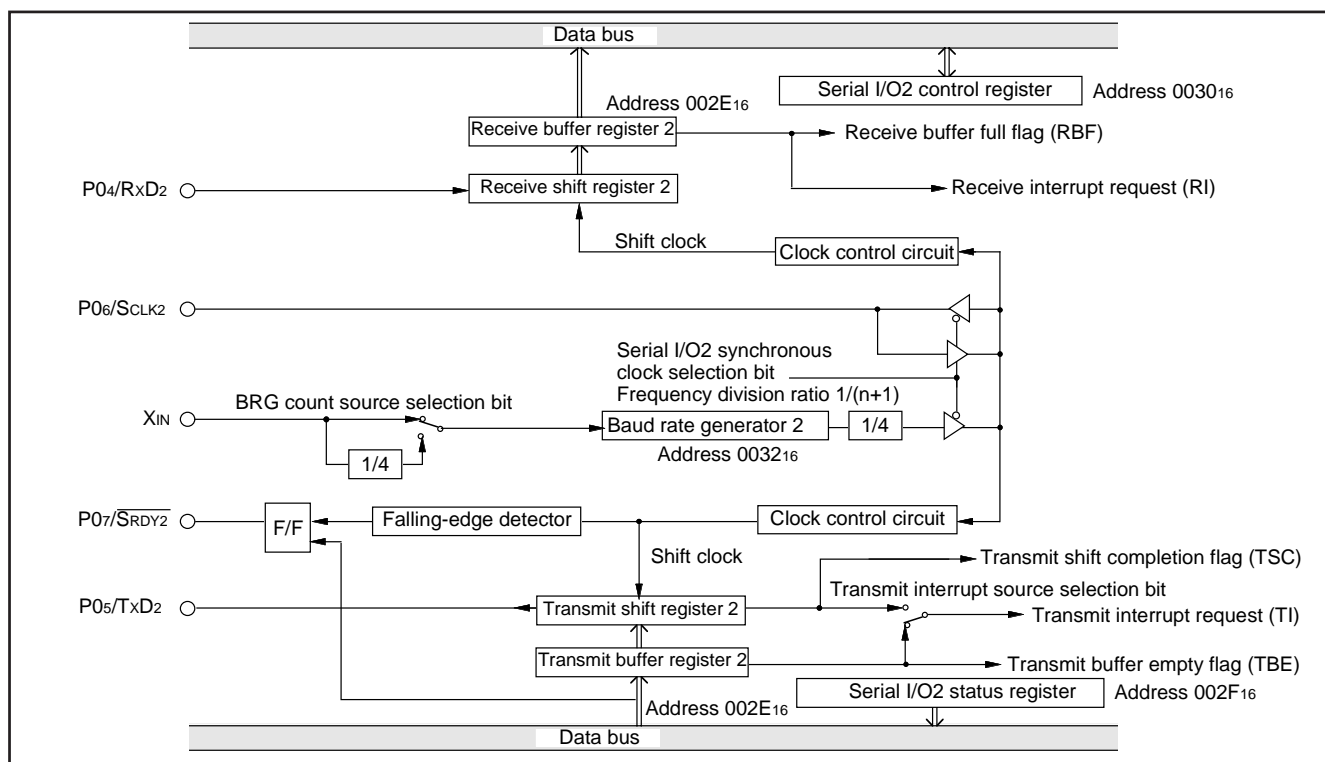 Data bus
Serial I/O2 control register
Address 0030₁₆
Address 002E₁₆
Receive buffer register 2
Receive buffer full flag (RBF)
P0₄/RxD₂
Receive shift register 2
Receive interrupt request (RI)
Shift clock
Clock control circuit
P0₆/SCLK2
Serial I/O2 synchronous
clock selection bit
Frequency division ratio 1/(n+1)
BRG count source selection bit
XIN
Baud rate generator 2
1/4
1/4
Address 0032₁₆
P0₇/S̅R̅D̅Y̅2̅
F/F
Falling-edge detector
Clock control circuit
Shift clock
Transmit shift completion flag (TSC)
Transmit interrupt source selection bit
P0₅/TxD₂
Transmit shift register 2
Transmit interrupt request (TI)
Transmit buffer register 2
Transmit buffer empty flag (TBE)
Serial I/O2 status register
Address 002F₁₆
Address 002E₁₆
Data bus